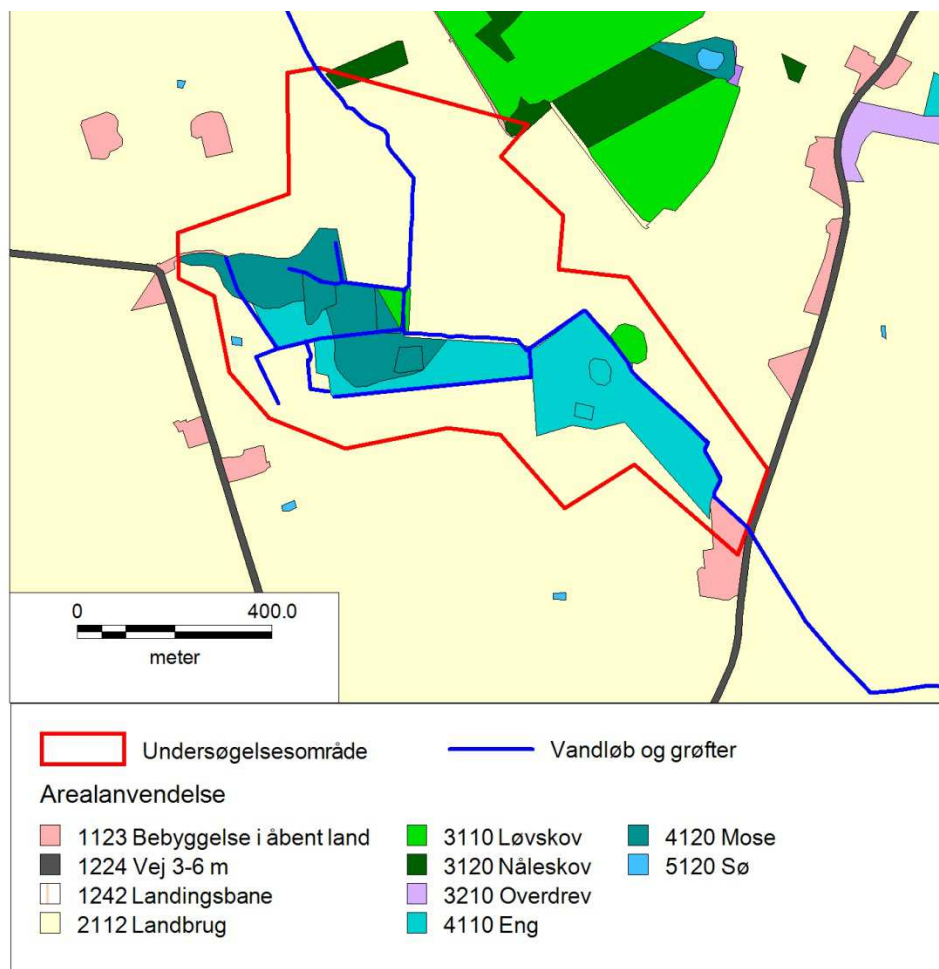 0 400.0
meter
Undersøgelsesområde Vandløb og grøfter
Arealanvendelse
1123 Bebyggelse i åbent land 3110 Løvskov 4120 Mose
1224 Vej 3-6 m 3120 Nåleskov 5120 Sø
1242 Landingsbane 3210 Overdrev
2112 Landbrug 4110 Eng